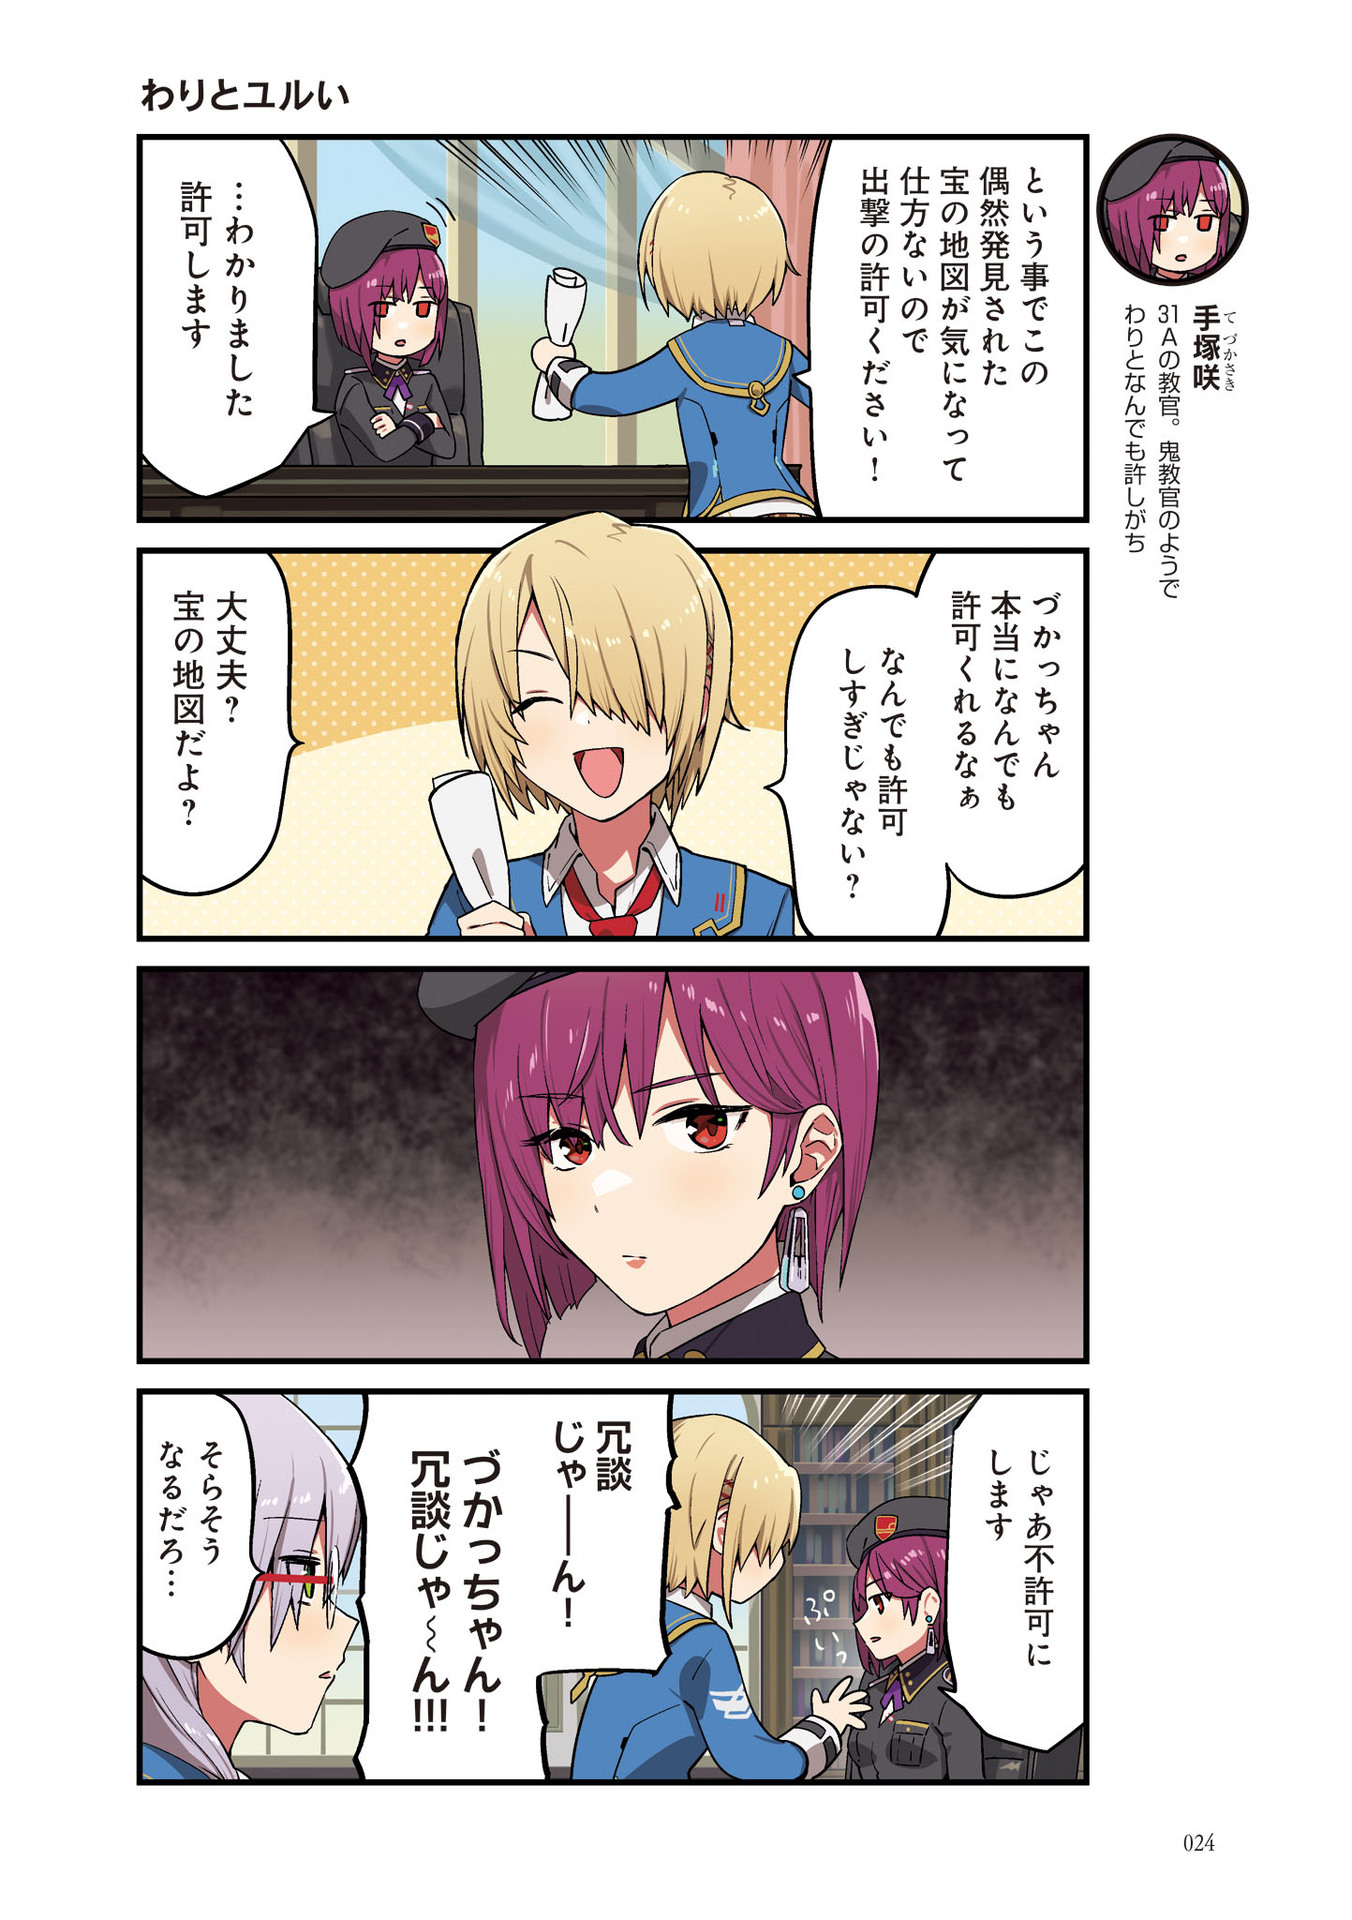 わりとユルい
手塚咲
てづかさき
31Aの教官。鬼教官のようで
わりとなんでも許しがち
という事でこの
偶然発見された
宝の地図が気になって
仕方ないので
出撃の許可ください！
…わかりました
許可します
づかっちゃん
本当になんでも
許可くれるなぁ
なんでも許可
しすぎじゃない？
大丈夫？
宝の地図だよ？
じゃあ不許可に
します
ぷいっ
冗談
じゃ――ん！
づかっちゃん！
冗談じゃ～ん!!!
そらそう
なるだろ…
024